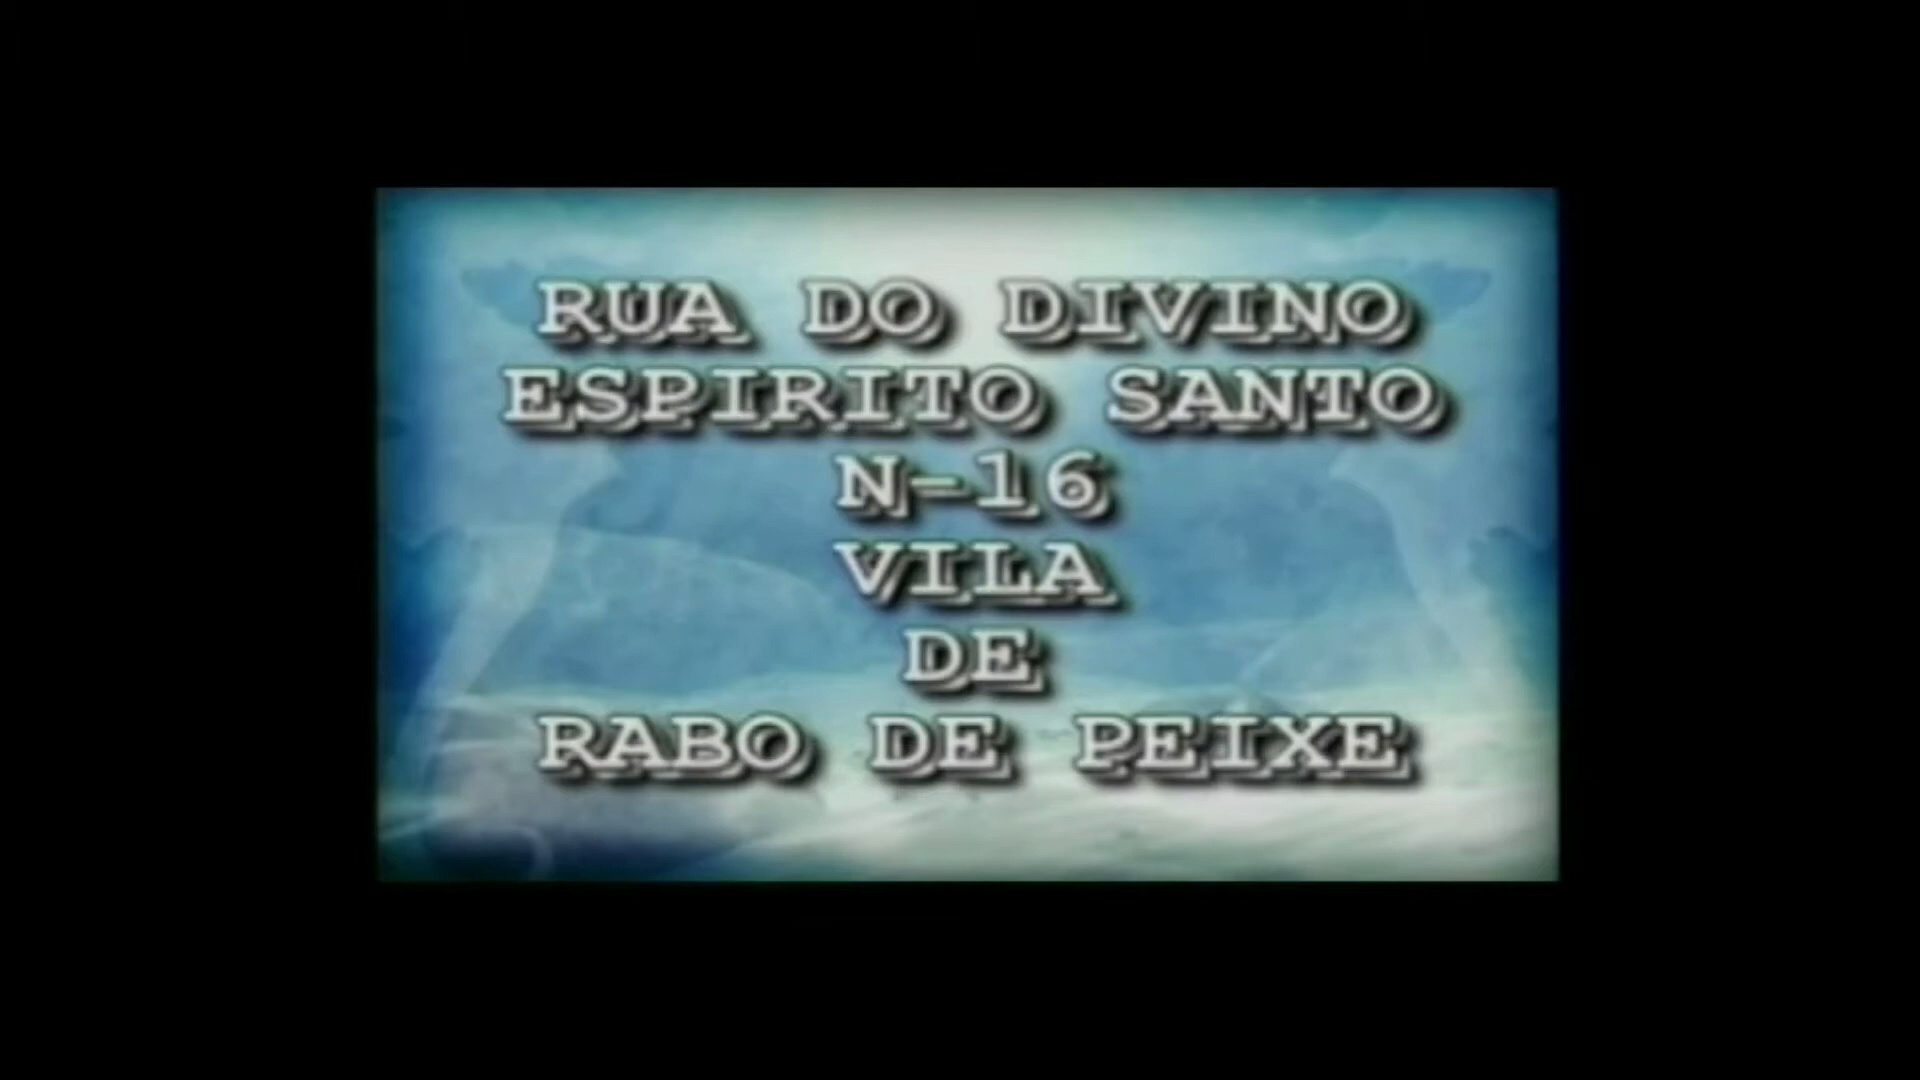 RUA DO DIVINO
ESPIRITO SANTO
N-16
VILA
DE
RABO DE PEIXE